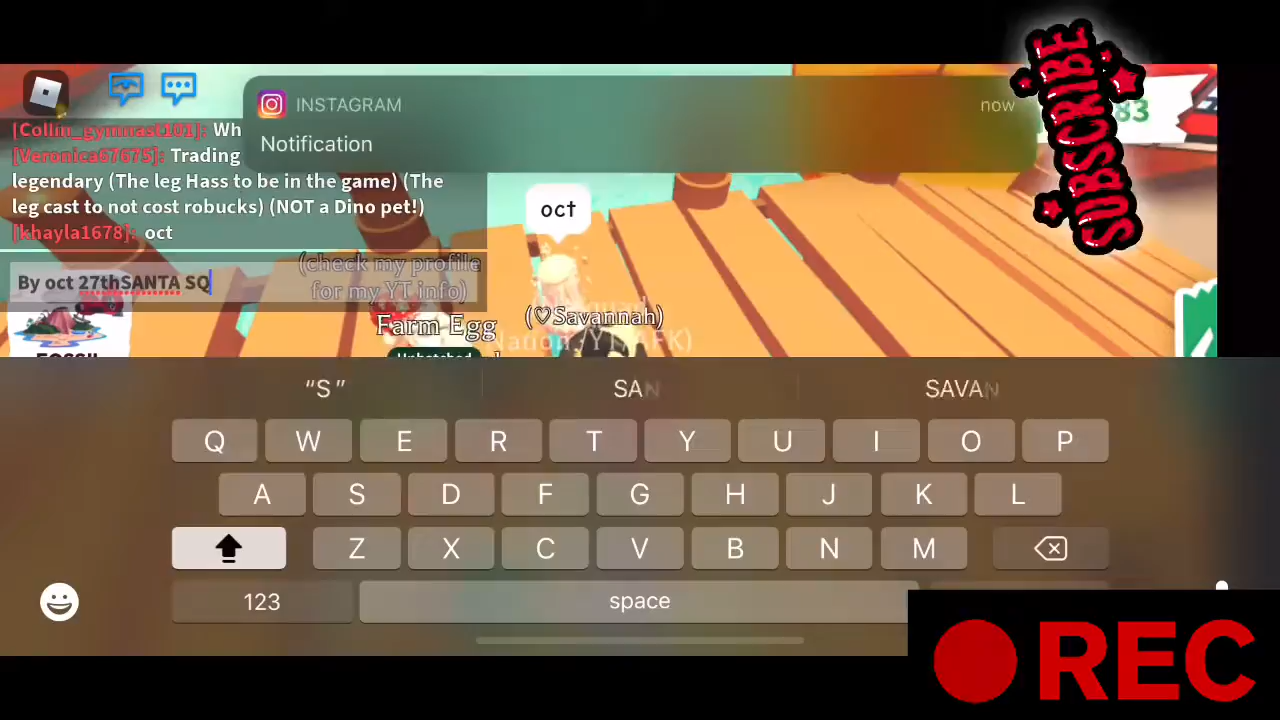 INSTAGRAM
now
Notification
SUBSCRIBE
83
[Collin_gymnast101]: Wh
[Veronica67675]: Trading
legendary (The leg Hass to be in the game) (The
leg cast to not cost robucks) (NOT a Dino pet!)
[khayla1678]: oct
oct
By oct 27thSANTA SQ
(check my profile
for my YT info)
(♡Savannah)
Farm Egg
Unhatched
“S”
SAN
SAVAN
Q W E R T Y U I O P
A S D F G H J K L
Z X C V B N M
123
space
REC